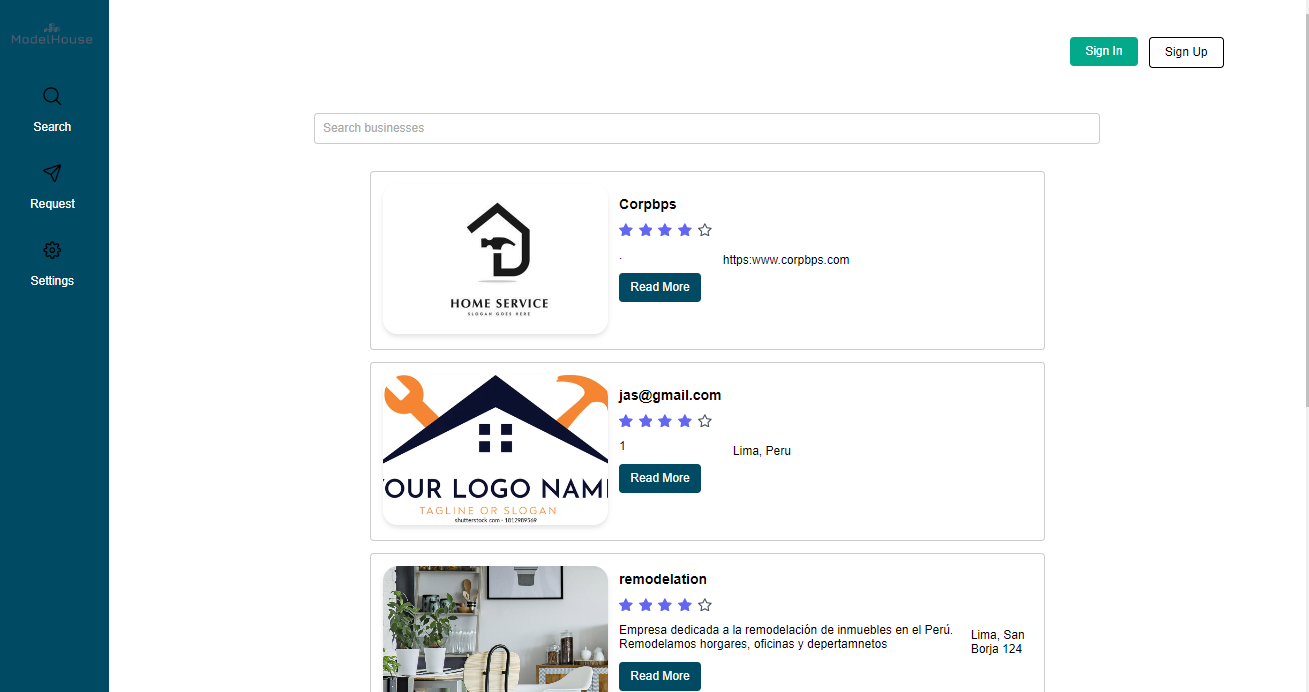 ModelHouse
Sign In
Sign Up
Search
Request
Settings
Search businesses
HOME SERVICE
SLOGAN GOES HERE
Corpbps
.
https:www.corpbps.com
Read More
YOUR LOGO NAME
TAGLINE OR SLOGAN
shutterstock.com · 1812989569
jas@gmail.com
1
Lima, Peru
Read More
remodelation
Empresa dedicada a la remodelación de inmuebles en el Perú.
Remodelamos horgares, oficinas y depertamnetos
Lima, San
Borja 124
Read More